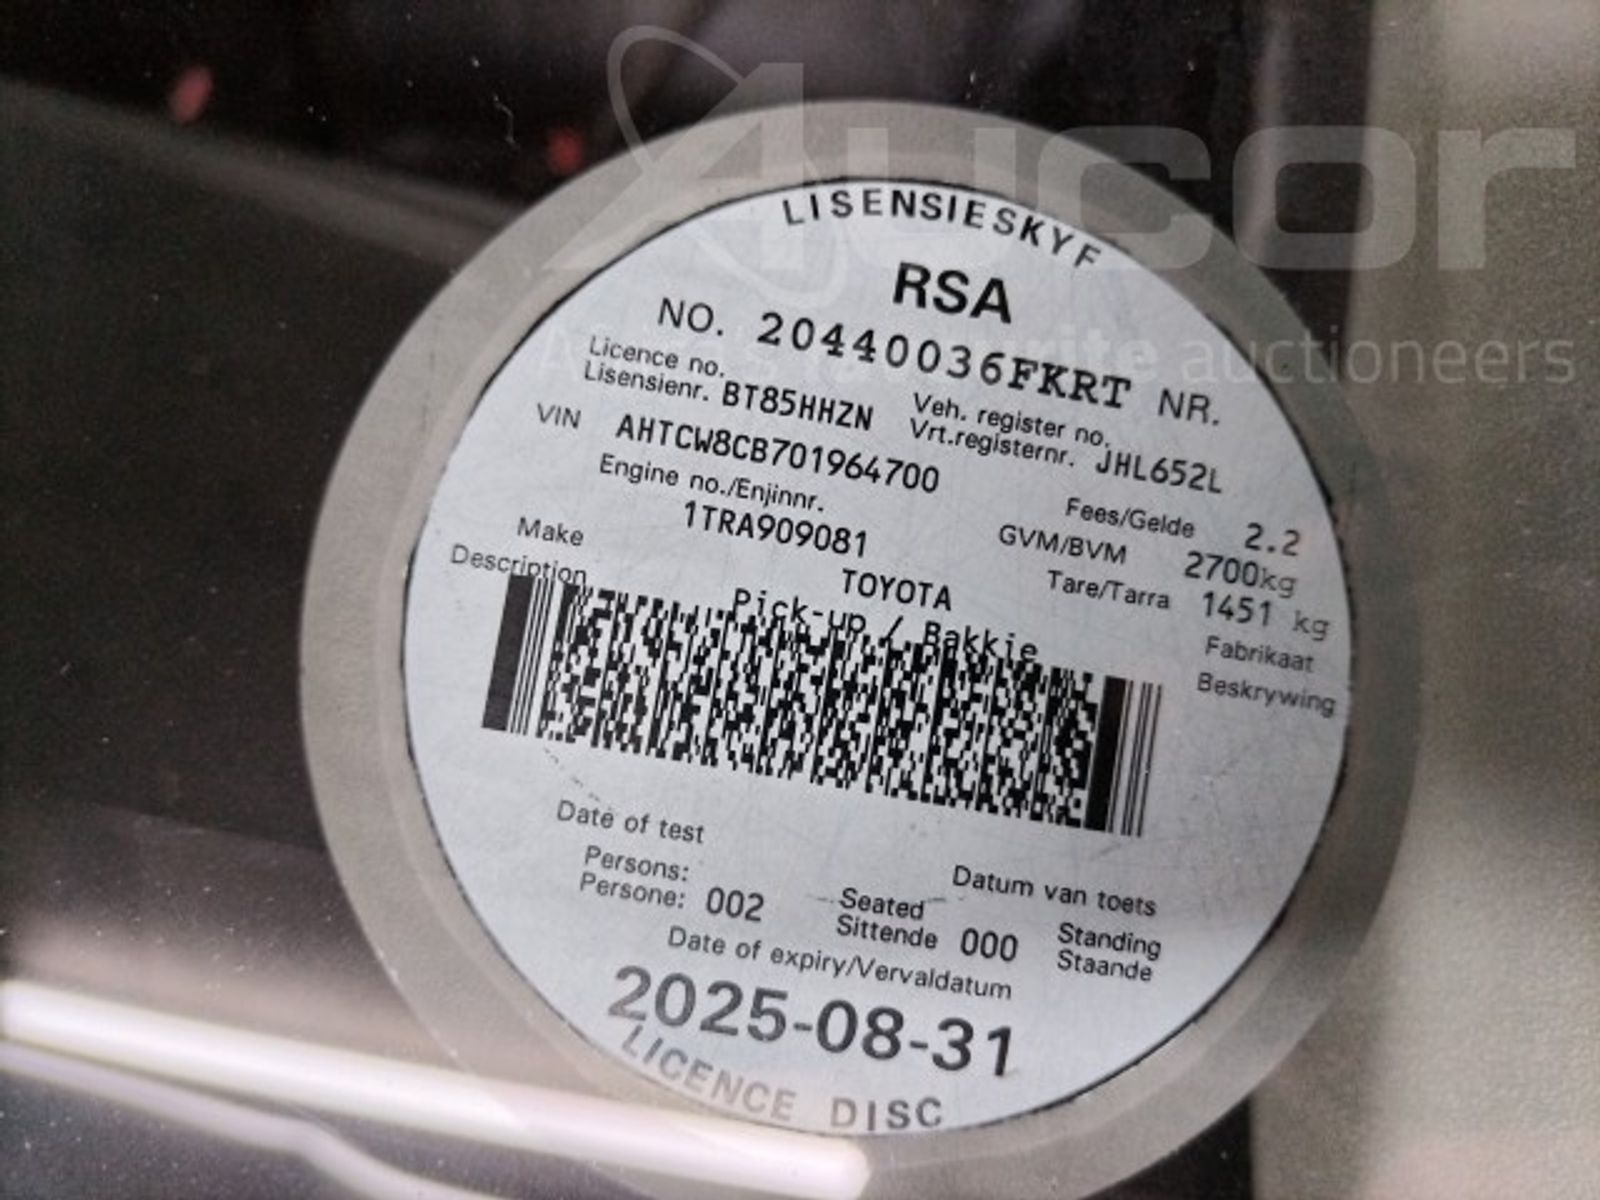 Aucor
auctioneers
LISENSIESKYF
RSA
NO. 20440036FKRT NR.
Licence no.
Lisensienr. BT85HHZN
Veh. register no.
Vrt.registernr. JHL652L
VIN AHTCW8CB701964700
Engine no./Enjinnr.
1TRA909081
Fees/Gelde 2.2
GVM/BVM 2700kg
Tare/Tarra 1451 kg
Make TOYOTA Fabrikaat
Description Pick-up / Bakkie Beskrywing
Date of test Datum van toets
Persons:
Persone: 002
Seated
Sittende 000
Standing
Staande
Date of expiry/Vervaldatum
2025-08-31
LICENCE DISC